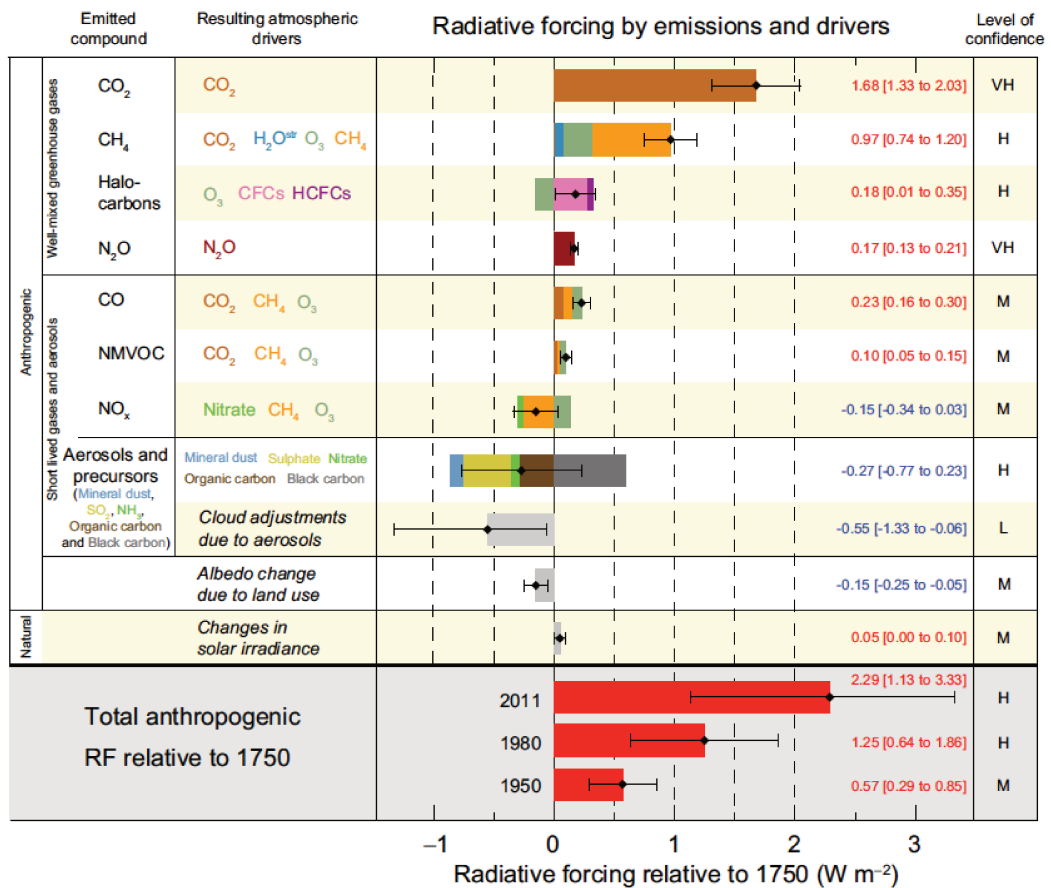 Emitted compound
Resulting atmospheric drivers
Radiative forcing by emissions and drivers
Level of confidence
Anthropogenic
Well-mixed greenhouse gases
CO₂
CO₂
1.68 [1.33 to 2.03]
VH
CH₄
CO₂ H₂Oˢᵗʳ O₃ CH₄
0.97 [0.74 to 1.20]
H
Halo-
carbons
O₃ CFCs HCFCs
0.18 [0.01 to 0.35]
H
N₂O
N₂O
0.17 [0.13 to 0.21]
VH
Short lived gases and aerosols
CO
CO₂ CH₄ O₃
0.23 [0.16 to 0.30]
M
NMVOC
CO₂ CH₄ O₃
0.10 [0.05 to 0.15]
M
NOₓ
Nitrate CH₄ O₃
-0.15 [-0.34 to 0.03]
M
Aerosols and
precursors
(Mineral dust,
SO₂, NH₃,
Organic carbon
and Black carbon)
Mineral dust Sulphate Nitrate
Organic carbon Black carbon
-0.27 [-0.77 to 0.23]
H
Cloud adjustments
due to aerosols
-0.55 [-1.33 to -0.06]
L
Albedo change
due to land use
-0.15 [-0.25 to -0.05]
M
Natural
Changes in
solar irradiance
0.05 [0.00 to 0.10]
M
Total anthropogenic
RF relative to 1750
2011
2.29 [1.13 to 3.33]
H
1980
1.25 [0.64 to 1.86]
H
1950
0.57 [0.29 to 0.85]
M
−1 0 1 2 3
Radiative forcing relative to 1750 (W m⁻²)